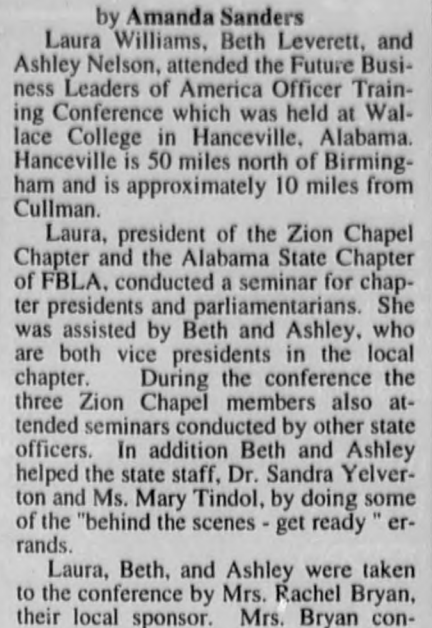 by Amanda Sanders
Laura Williams, Beth Leverett, and
Ashley Nelson, attended the Future Busi-
ness Leaders of America Officer Train-
ing Conference which was held at Wal-
lace College in Hanceville, Alabama.
Hanceville is 50 miles north of Birming-
ham and is approximately 10 miles from
Cullman.
Laura, president of the Zion Chapel
Chapter and the Alabama State Chapter
of FBLA, conducted a seminar for chap-
ter presidents and parliamentarians. She
was assisted by Beth and Ashley, who
are both vice presidents in the local
chapter. During the conference the
three Zion Chapel members also at-
tended seminars conducted by other state
officers. In addition Beth and Ashley
helped the state staff, Dr. Sandra Yelver-
ton and Ms. Mary Tindol, by doing some
of the "behind the scenes - get ready " er-
rands.
Laura, Beth, and Ashley were taken
to the conference by Mrs. Rachel Bryan,
their local sponsor. Mrs. Bryan con-